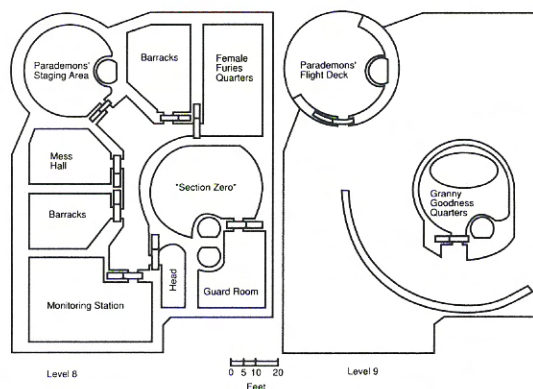 Parademons'
Staging Area
Barracks
Female
Furies
Quarters
Mess
Hall
Barracks
"Section Zero"
Monitoring Station
Head
Guard Room
Level 8
Parademons'
Flight Deck
Granny
Goodness
Quarters
Level 9
0 5 10 20
Feet